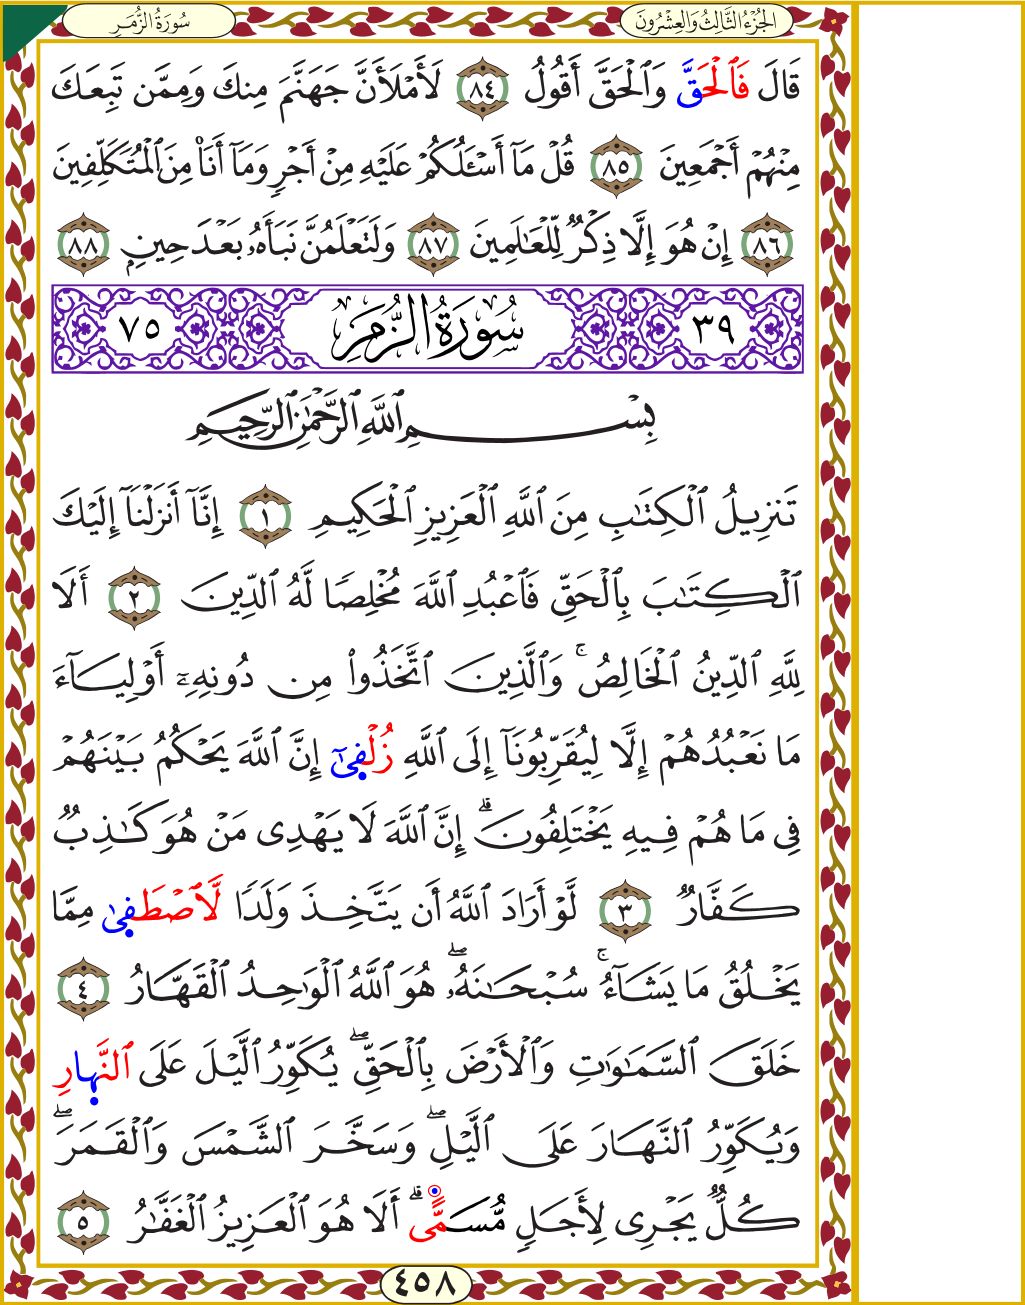 الجُزْءُ الثَّالِثُ وَالعِشْرُونَ
سُورَةُ الزُّمَرِ
قَالَ فَٱلْحَقَّ وَٱلْحَقَّ أَقُولُ ٨٤ لَأَمْلَأَنَّ جَهَنَّمَ مِنكَ وَمِمَّن تَبِعَكَ
مِنْهُمْ أَجْمَعِينَ ٨٥ قُلْ مَآ أَسْـَٔلُكُمْ عَلَيْهِ مِنْ أَجْرٍ وَمَآ أَنَا۠ مِنَ ٱلْمُتَكَلِّفِينَ
٨٦ إِنْ هُوَ إِلَّا ذِكْرٌ لِّلْعَـٰلَمِينَ ٨٧ وَلَتَعْلَمُنَّ نَبَأَهُۥ بَعْدَ حِينٍۭ ٨٨
٣٩ سُورَةُ الزُّمَرِ ٧٥
بِسْمِ ٱللَّهِ ٱلرَّحْمَـٰنِ ٱلرَّحِيمِ
تَنزِيلُ ٱلْكِتَـٰبِ مِنَ ٱللَّهِ ٱلْعَزِيزِ ٱلْحَكِيمِ ١ إِنَّآ أَنزَلْنَآ إِلَيْكَ
ٱلْكِتَـٰبَ بِٱلْحَقِّ فَٱعْبُدِ ٱللَّهَ مُخْلِصًا لَّهُ ٱلدِّينَ ٢ أَلَا
لِلَّهِ ٱلدِّينُ ٱلْخَالِصُ ۚ وَٱلَّذِينَ ٱتَّخَذُوا۟ مِن دُونِهِۦٓ أَوْلِيَآءَ
مَا نَعْبُدُهُمْ إِلَّا لِيُقَرِّبُونَآ إِلَى ٱللَّهِ زُلْفِىٰٓ إِنَّ ٱللَّهَ يَحْكُمُ بَيْنَهُمْ
فِى مَا هُمْ فِيهِ يَخْتَلِفُونَ ۗ إِنَّ ٱللَّهَ لَا يَهْدِى مَنْ هُوَ كَـٰذِبٌ
كَفَّارٌ ٣ لَّوْ أَرَادَ ٱللَّهُ أَن يَتَّخِذَ وَلَدًا لَّٱصْطَفِىٰ مِمَّا
يَخْلُقُ مَا يَشَآءُ ۚ سُبْحَـٰنَهُۥ ۖ هُوَ ٱللَّهُ ٱلْوَٰحِدُ ٱلْقَهَّارُ ٤
خَلَقَ ٱلسَّمَـٰوَٰتِ وَٱلْأَرْضَ بِٱلْحَقِّ ۖ يُكَوِّرُ ٱلَّيْلَ عَلَى ٱلنَّهِارِ
وَيُكَوِّرُ ٱلنَّهَارَ عَلَى ٱلَّيْلِ ۖ وَسَخَّرَ ٱلشَّمْسَ وَٱلْقَمَرَ ۖ
كُلٌّ يَجْرِى لِأَجَلٍ مُّسَمًّى ۗ أَلَا هُوَ ٱلْعَزِيزُ ٱلْغَفَّـٰرُ ٥
٤٥٨